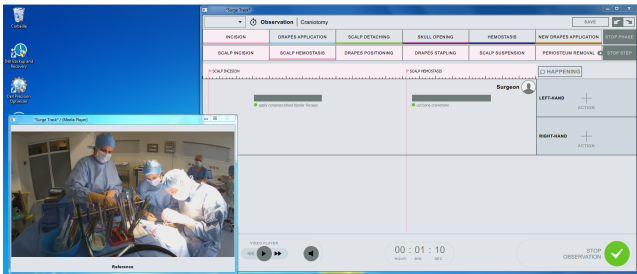 Corbeille
Dell Backup and
Recovery
Dell Precision
Optimizer
"Surge Track"
Observation | Craniotomy
SAVE
INCISION
DRAPES APPLICATION
SCALP DETACHING
SKULL OPENING
HEMOSTASIS
NEW DRAPES APPLICATION
STOP PHASE
SCALP INCISION
SCALP HEMOSTASIS
DRAPES POSITIONING
DRAPES STAPLING
SCALP SUSPENSION
PERIOSTEUM REMOVAL
STOP STEP
SCALP INCISION
SCALP HEMOSTASIS
HAPPENING
Surgeon
LEFT-HAND
ACTION
RIGHT-HAND
ACTION
"Surge Track" / [Media Player]
Reference
VIDEO PLAYER
00 : 01 : 10
HOUR MIN SEC
STOP
OBSERVATION